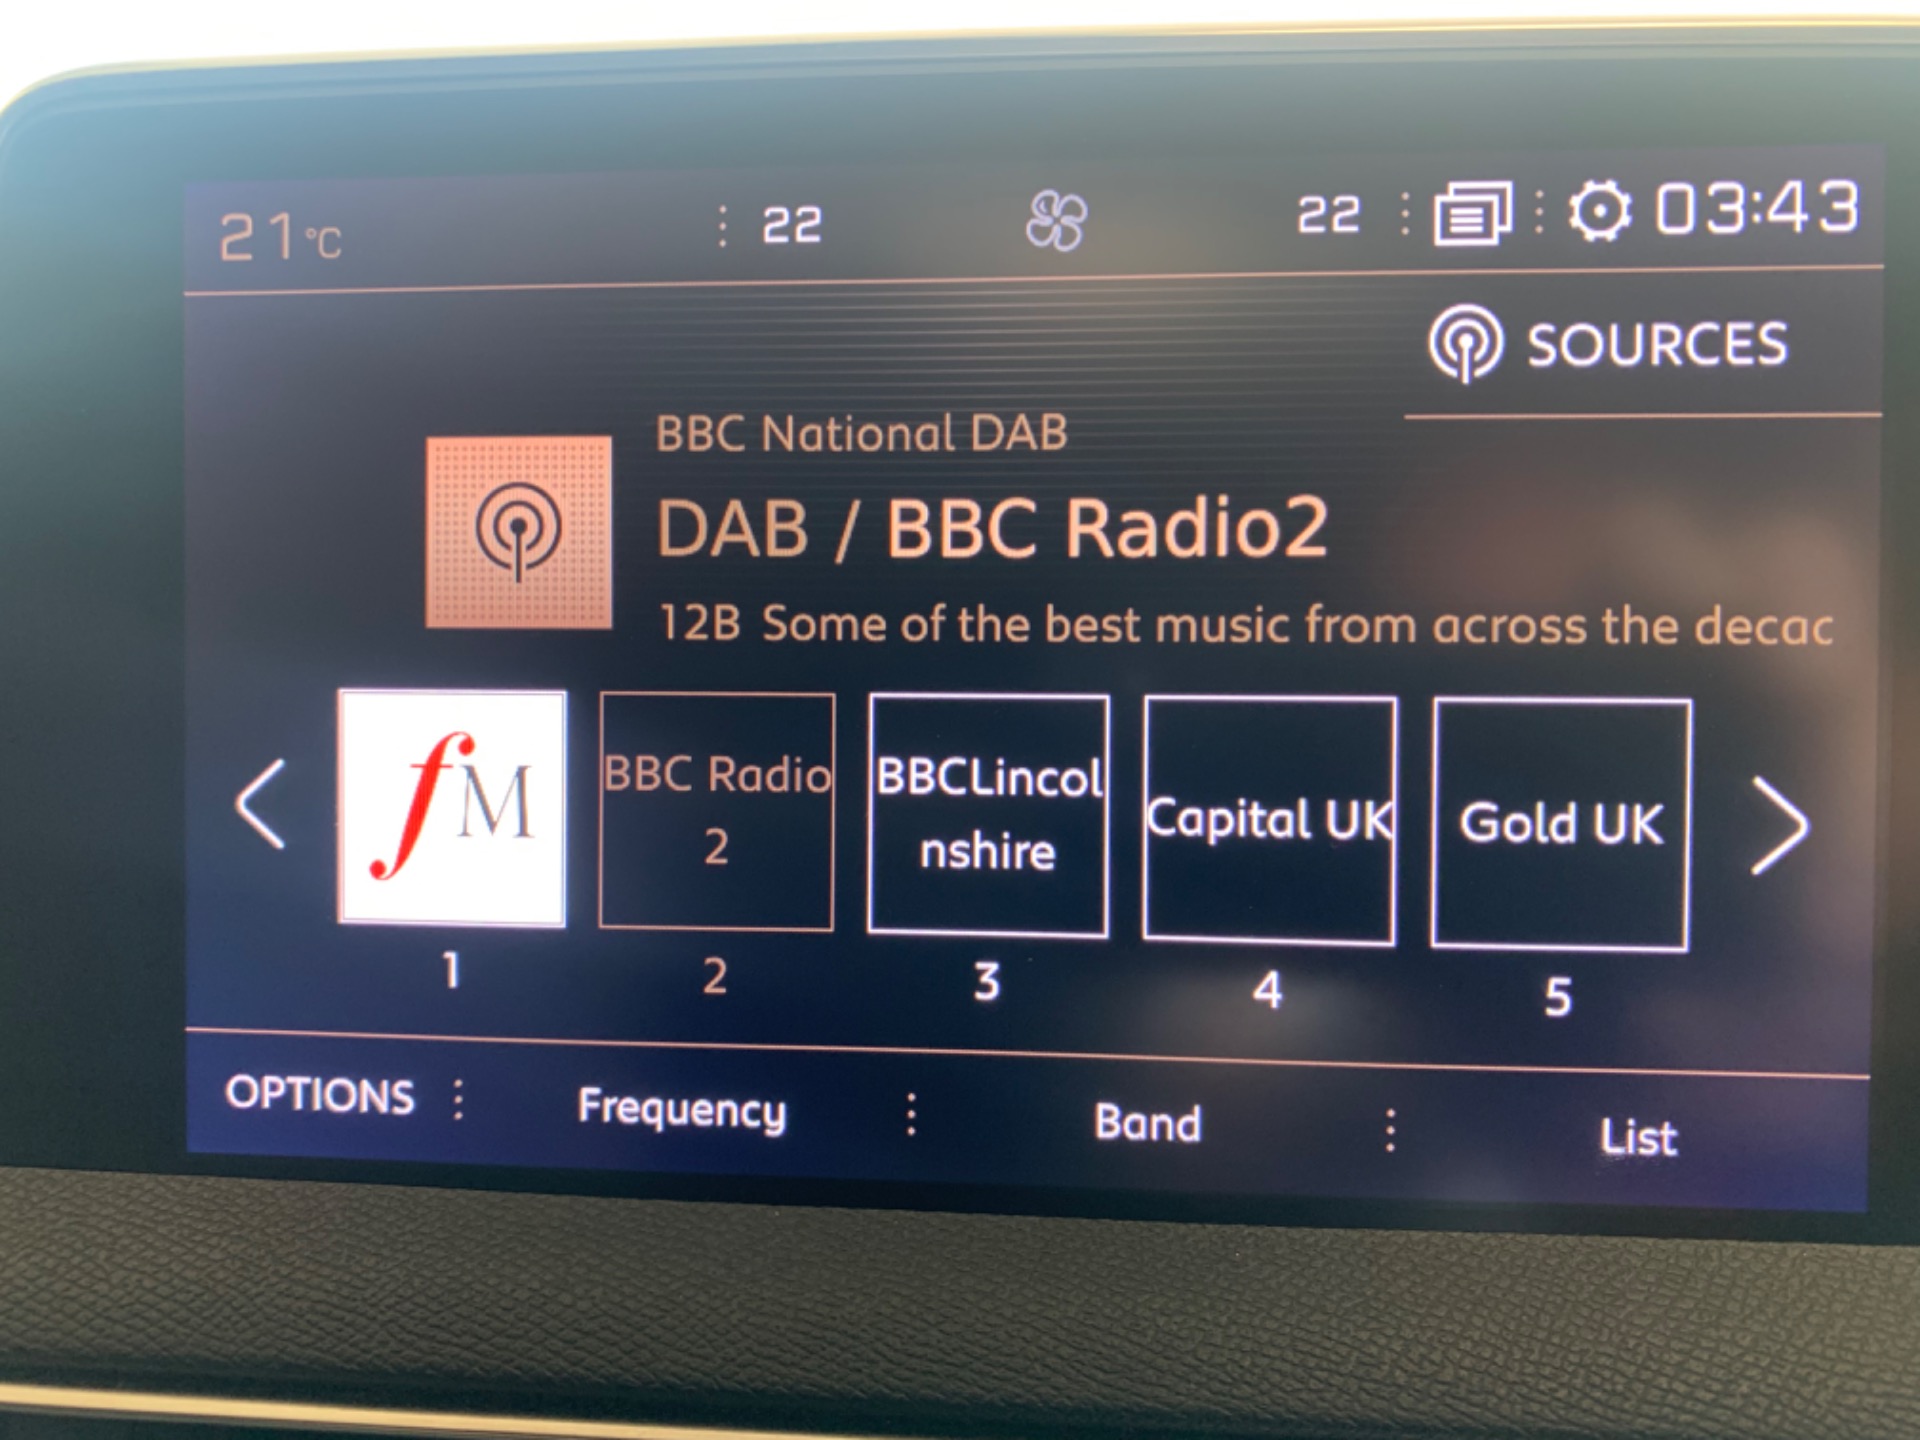 21°C
22
22
03:43
SOURCES
BBC National DAB
DAB / BBC Radio2
12B Some of the best music from across the decac
fM
BBC Radio
2
BBCLincol
nshire
Capital UK
Gold UK
1
2
3
4
5
OPTIONS
Frequency
Band
List